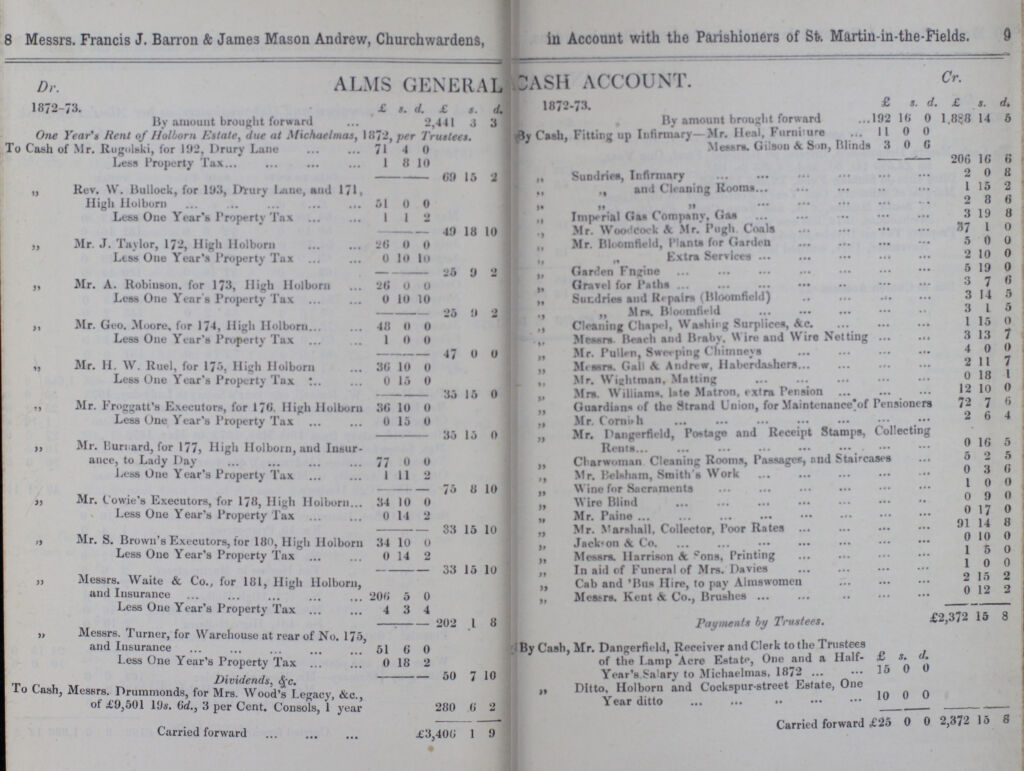 8 Messrs. Francis J. Barron & James Mason Andrew, Churchwardens,
Dr. ALMS GENERAL
1872-73. £ s. d. £ s. d.
By amount brought forward ... 2,441 3 3
One Year's Rent of Holborn Estate, due at Michaelmas, 1872, per Trustees.
To Cash of Mr. Rugolski, for 192, Drury Lane ... ... 71 4 0
Less Property Tax... ... ... ... 1 8 10
69 15 2
„ Rev. W. Bullock, for 193, Drury Lane, and 171,
High Holborn ... ... ... ... ... 51 0 0
Less One Year's Property Tax ... ... 1 1 2
49 18 10
„ Mr. J. Taylor, 172, High Holborn ... ... 26 0 0
Less One Year's Property Tax ... ... 0 10 10
25 9 2
„ Mr. A. Robinson, for 173, High Holborn ... 26 0 0
Less One Year's Property Tax ... ... 0 10 10
25 9 2
„ Mr. Geo. Moore, for 174, High Holborn... ... 48 0 0
Less One Year's Property Tax ... ... 1 0 0
47 0 0
„ Mr. H. W. Ruel, for 175, High Holborn ... 36 10 0
Less One Year's Property Tax ... ... 0 15 0
35 15 0
„ Mr. Froggatt's Executors, for 176, High Holborn 36 10 0
Less One Year's Property Tax ... ... 0 15 0
35 15 0
„ Mr. Burnard, for 177, High Holborn, and Insur-
ance, to Lady Day ... ... ... ... 77 0 0
Less One Year's Property Tax ... ... 1 11 2
75 8 10
„ Mr. Cowie's Executors, for 178, High Holborn... 34 10 0
Less One Year's Property Tax ... ... 0 14 2
33 15 10
„ Mr. S. Brown's Executors, for 180, High Holborn 34 10 0
Less One Year's Property Tax ... ... 0 14 2
33 15 10
„ Messrs. Waite & Co., for 181, High Holborn,
and Insurance ... ... ... ... ... 206 5 0
Less One Year's Property Tax ... ... 4 3 4
202 1 8
„ Messrs. Turner, for Warehouse at rear of No. 175,
and Insurance ... ... ... ... ... 51 6 0
Less One Year's Property Tax ... ... 0 18 2
50 7 10
Dividends, &c.
To Cash, Messrs. Drummonds, for Mrs. Wood's Legacy, &c.,
of £9,501 19s. 6d., 3 per Cent. Consols, 1 year 280 6 2
Carried forward ... ... ... £3,406 1 9
in Account with the Parishioners of St. Martin-in-the-Fields. 9
CASH ACCOUNT. Cr.
1872-73. £ s. d. £ s. d.
By amount brought forward ...192 16 0 1,888 14 5
By Cash, Fitting up Infirmary—Mr. Heal, Furniture ... 11 0 0
Messrs. Gilson & Son, Blinds 3 0 6
206 16 6
„ Sundries, Infirmary ... ... ... ... ... ... 2 0 8
„ „ and Cleaning Rooms... ... ... ... ... 1 15 2
„ „ „ „ ... ... ... ... ... 2 8 6
„ Imperial Gas Company, Gas ... ... ... ... ... 3 19 8
„ Mr. Woodcock & Mr. Pugh, Coals ... ... ... ... 37 1 0
„ Mr. Bloomfield, Plants for Garden ... ... ... ... 5 0 0
„ „ Extra Services ... ... ... ... ... 2 10 0
„ Garden Engine ... ... ... ... ... ... ... 5 19 0
„ Gravel for Paths ... ... ... ... ... ... ... 3 7 6
„ Sundries and Repairs (Bloomfield) ... ... ... ... 3 14 5
„ „ Mrs. Bloomfield ... ... ... ... ... 3 1 5
„ Cleaning Chapel, Washing Surplices, &c. ... ... ... 1 15 0
„ Messrs. Beach and Braby, Wire and Wire Netting ... ... 3 13 7
„ Mr. Pullen, Sweeping Chimneys ... ... ... ... 4 0 0
„ Messrs. Gall & Andrew, Haberdashers... ... ... ... 2 11 7
„ Mr. Wightman, Matting ... ... ... ... ... 0 18 1
„ Mrs. Williams, late Matron, extra Pension ... ... ... 12 10 0
„ Guardians of the Strand Union, for Maintenance of Pensioners 72 7 6
„ Mr. Cornish ... ... ... ... ... ... ... 2 6 4
„ Mr. Dangerfield, Postage and Receipt Stamps, Collecting
Rents... ... ... ... ... ... ... ... 0 16 5
„ Charwoman Cleaning Rooms, Passages, and Staircases ... 5 2 5
„ Mr. Belsham, Smith's Work ... ... ... ... ... 0 3 6
„ Wine for Sacraments ... ... ... ... ... ... 1 0 0
„ Wire Blind ... ... ... ... ... ... ... 0 9 0
„ Mr. Paine ... ... ... ... ... ... ... ... 0 17 0
„ Mr. Marshall, Collector, Poor Rates ... ... ... ... 91 14 8
„ Jackson & Co. ... ... ... ... ... ... ... 0 10 0
„ Messrs. Harrison & Sons, Printing ... ... ... ... 1 5 0
„ In aid of Funeral of Mrs. Davies ... ... ... ... 1 0 0
„ Cab and 'Bus Hire, to pay Almswomen ... ... ... 2 15 2
„ Messrs. Kent & Co., Brushes ... ... ... ... ... 0 12 2
£2,372 15 8
Payments by Trustees.
By Cash, Mr. Dangerfield, Receiver and Clerk to the Trustees
of the Lamp Acre Estate, One and a Half- £ s. d.
Year's Salary to Michaelmas, 1872 ... ... 15 0 0
„ Ditto, Holborn and Cockspur-street Estate, One
Year ditto ... ... ... ... ... 10 0 0
Carried forward £25 0 0 2,372 15 8